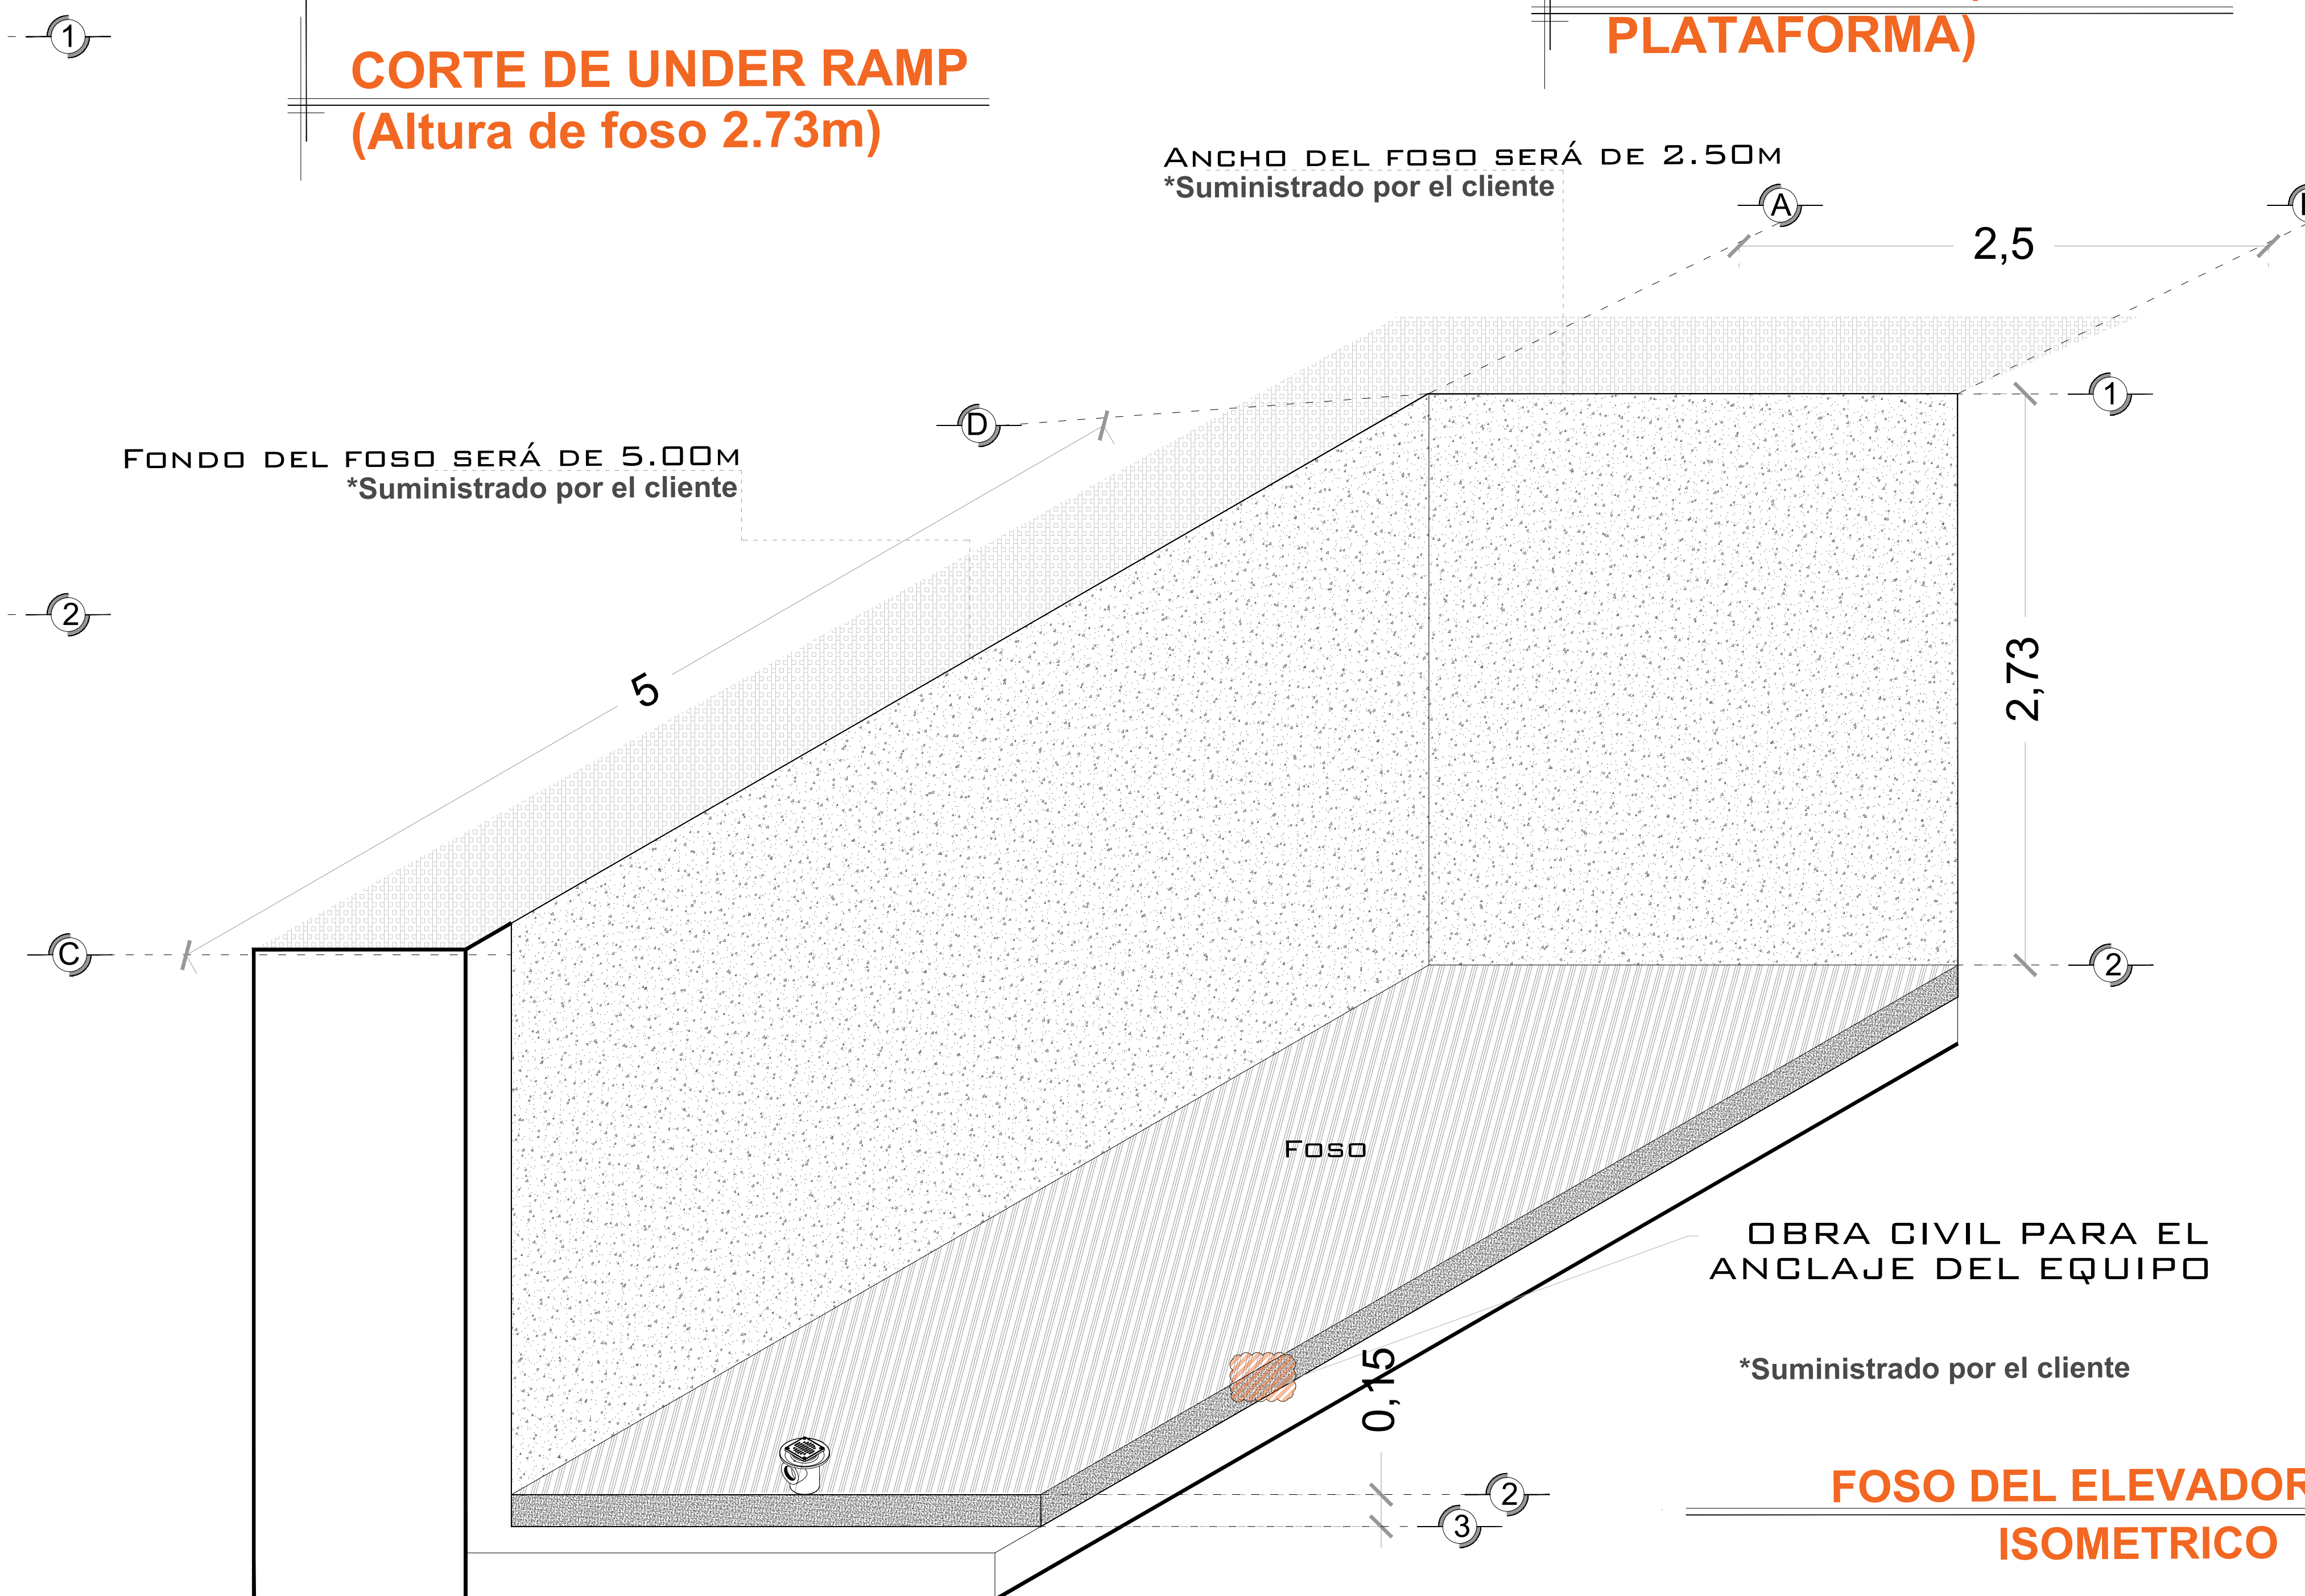 1
CORTE DE UNDER RAMP
(Altura de foso 2.73m)
PLATAFORMA)
ANCHO DEL FOSO SERÁ DE 2.50M
*Suministrado por el cliente
A
2,5
D
1
FONDO DEL FOSO SERÁ DE 5.00M
*Suministrado por el cliente
2
5
2,73
C
2
FOSO
OBRA CIVIL PARA EL
ANCLAJE DEL EQUIPO
*Suministrado por el cliente
0,15
2
3
FOSO DEL ELEVADOR
ISOMETRICO